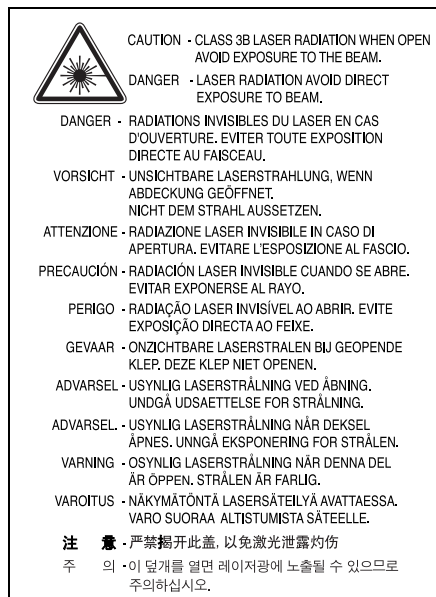 CAUTION - CLASS 3B LASER RADIATION WHEN OPEN
AVOID EXPOSURE TO THE BEAM.
DANGER - LASER RADIATION AVOID DIRECT
EXPOSURE TO BEAM.
DANGER - RADIATIONS INVISIBLES DU LASER EN CAS
D'OUVERTURE. EVITER TOUTE EXPOSITION
DIRECTE AU FAISCEAU.
VORSICHT - UNSICHTBARE LASERSTRAHLUNG, WENN
ABDECKUNG GEÖFFNET.
NICHT DEM STRAHL AUSSETZEN.
ATTENZIONE - RADIAZIONE LASER INVISIBILE IN CASO DI
APERTURA. EVITARE L'ESPOSIZIONE AL FASCIO.
PRECAUCIÓN - RADIACIÓN LASER INVISIBLE CUANDO SE ABRE.
EVITAR EXPONERSE AL RAYO.
PERIGO - RADIAÇÃO LASER INVISÍVEL AO ABRIR. EVITE
EXPOSIÇÃO DIRECTA AO FEIXE.
GEVAAR - ONZICHTBARE LASERSTRALEN BIJ GEOPENDE
KLEP. DEZE KLEP NIET OPENEN.
ADVARSEL - USYNLIG LASERSTRÅLNING VED ÅBNING.
UNDGÅ UDSAETTELSE FOR STRÅLNING.
ADVARSEL. - USYNLIG LASERSTRÅLNING NÅR DEKSEL
ÅPNES. UNNGÅ EKSPONERING FOR STRÅLEN.
VARNING - OSYNLIG LASERSTRÅLNING NÄR DENNA DEL
ÄR ÖPPEN. STRÅLEN ÄR FARLIG.
VAROITUS - NÄKYMÄTÖNTÄ LASERSÄTEILYÄ AVATTAESSA.
VARO SUORAA ALTISTUMISTA SÄTEELLE.
注 意 - 严禁揭开此盖, 以免激光泄露灼伤
주 의 - 이 덮개를 열면 레이저광에 노출될 수 있으므로
주의하십시오.